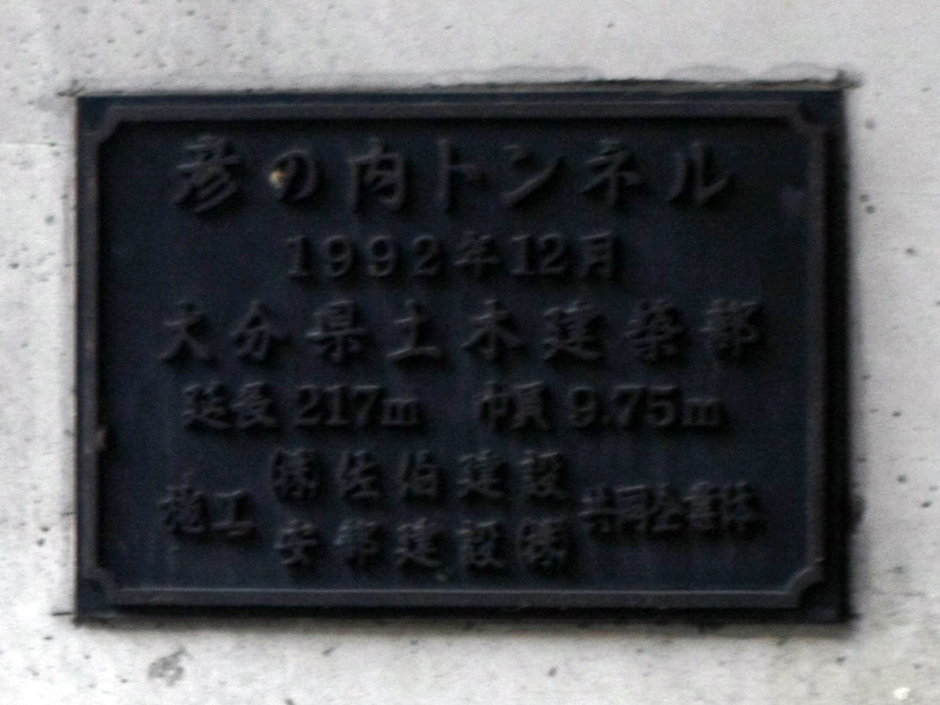 彦の内トンネル
1992年12月
大分県土木建築部
延長 217m 巾員 9.75m
施工 ㈱佐伯建設 共同企業体
安部建設㈱